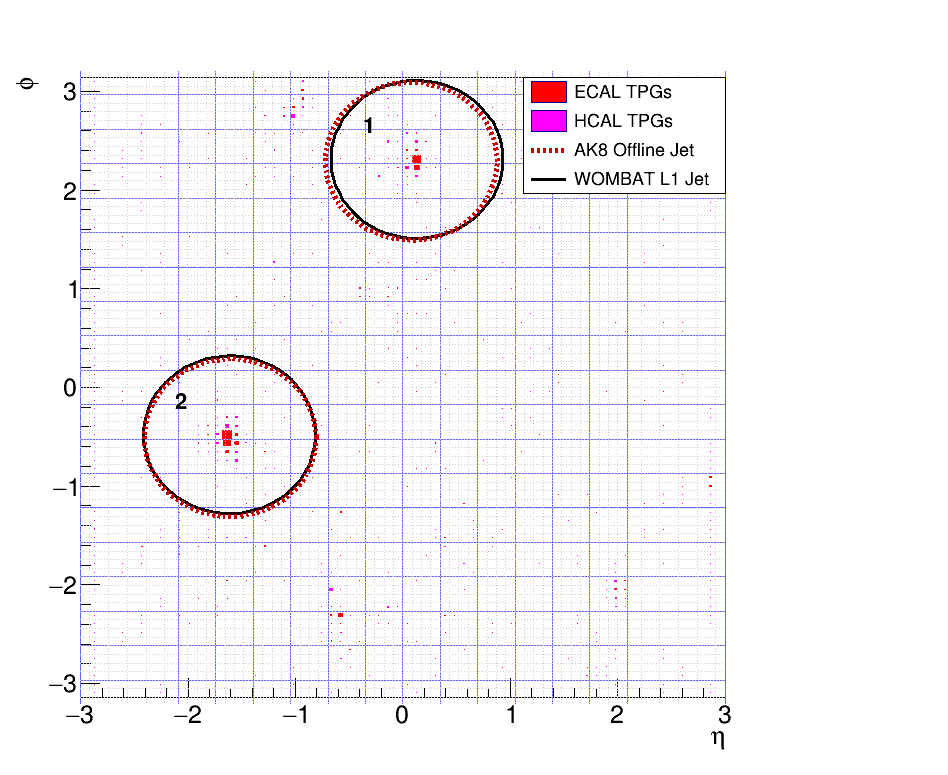 ϕ
3
2
1
0
−1
−2
−3
1
2
ECAL TPGs
HCAL TPGs
AK8 Offline Jet
WOMBAT L1 Jet
−3 −2 −1 0 1 2 3
η